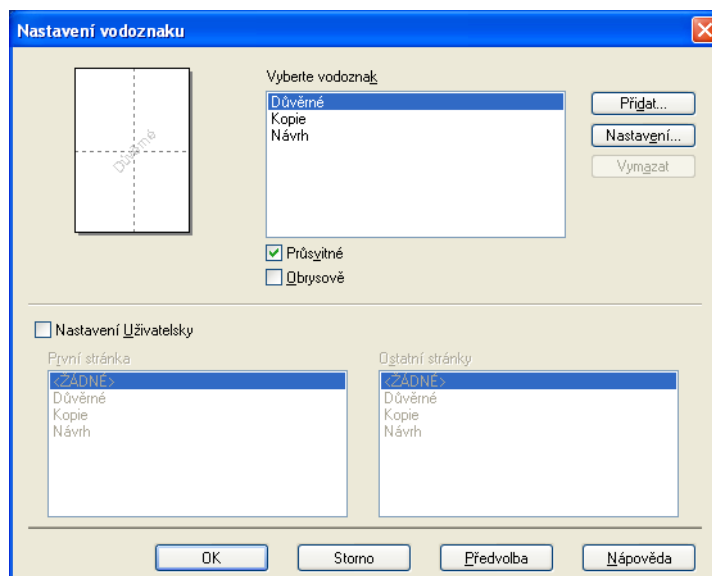 Nastavení vodoznaku
Vyberte vodoznak
Důvěrné
Důvěrné
Kopie
Návrh
Přidat...
Nastavení...
Vymazat
Průsvitné
Obrysově
Nastavení Uživatelsky
První stránka
<ŽÁDNÉ>
Důvěrné
Kopie
Návrh
Ostatní stránky
<ŽÁDNÉ>
Důvěrné
Kopie
Návrh
OK
Storno
Předvolba
Nápověda